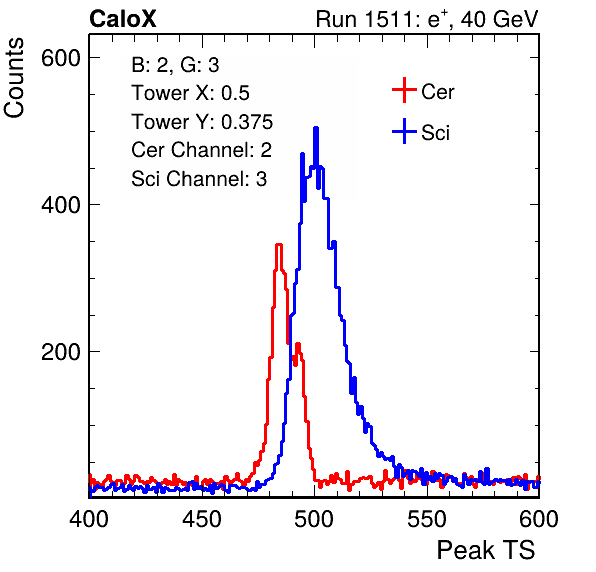 CaloX
Run 1511: e+, 40 GeV
Counts
B: 2, G: 3
Tower X: 0.5
Tower Y: 0.375
Cer Channel: 2
Sci Channel: 3
Cer
Sci
600
400
200
400 450 500 550 600
Peak TS